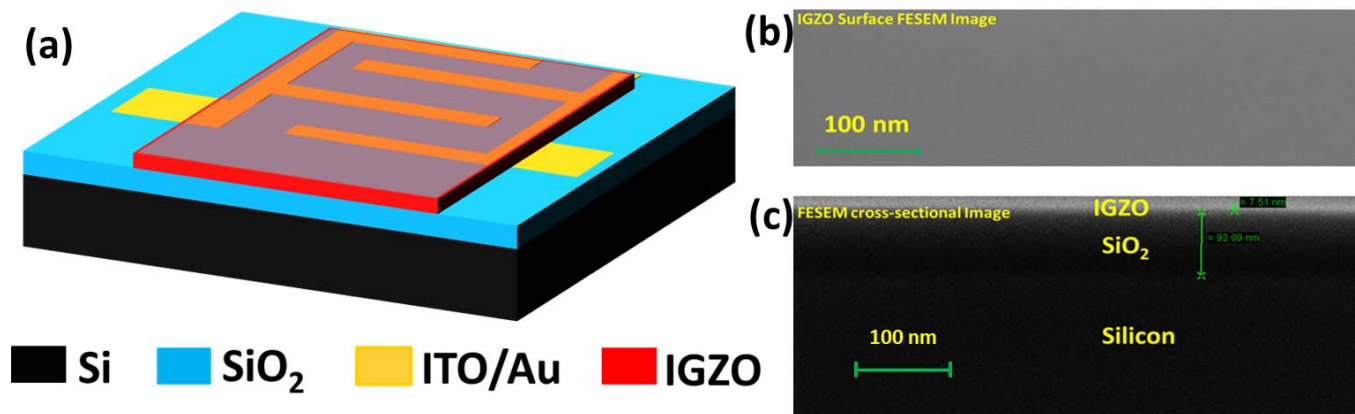 (a)
Si
SiO₂
ITO/Au
IGZO
(b)
IGZO Surface FESEM Image
100 nm
(c)
FESEM cross-sectional Image
IGZO
= 7.51 nm
SiO₂
= 92.09 nm
Silicon
100 nm